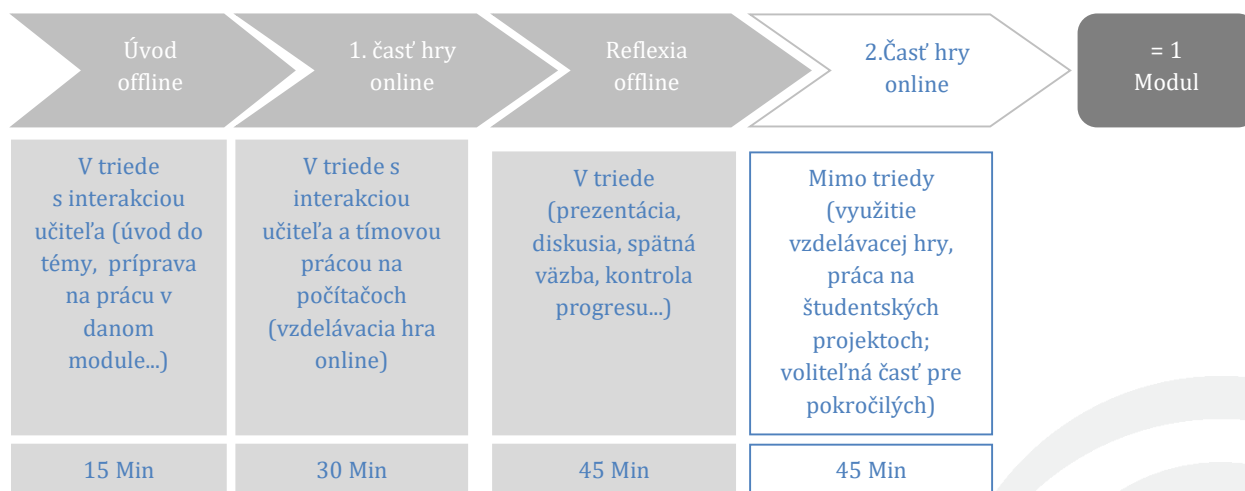 Úvod
offline
1. časť hry
online
Reflexia
offline
2.Časť hry
online
= 1
Modul
V triede
s interakciou
učiteľa (úvod do
témy, príprava
na prácu v
danom
module...)
V triede s
interakciou
učiteľa a tímovou
prácou na
počítačoch
(vzdelávacia hra
online)
V triede
(prezentácia,
diskusia, spätná
väzba, kontrola
progresu...)
Mimo triedy
(využitie
vzdelávacej hry,
práca na
študentských
projektoch;
voliteľná časť pre
pokročilých)
15 Min
30 Min
45 Min
45 Min